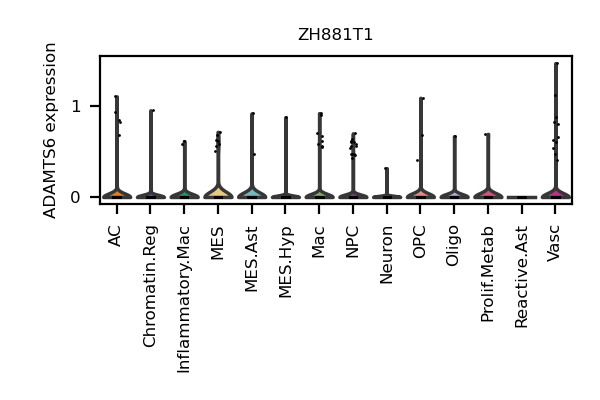 ZH881T1
ADAMTS6 expression
1
0
AC
Chromatin.Reg
Inflammatory.Mac
MES
MES.Ast
MES.Hyp
Mac
NPC
Neuron
OPC
Oligo
Prolif.Metab
Reactive.Ast
Vasc